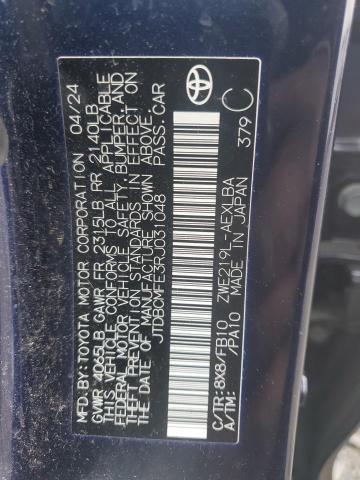 MFD.BY:TOYOTA MOTOR CORPORATION 04/24
GVWR 4065LB GAWR FR 2315LB RR 2140LB
THIS VEHICLE CONFORMS TO ALL APPLICABLE
FEDERAL MOTOR VEHICLE SAFETY, BUMPER, AND
THEFT PREVENTION STANDARDS IN EFFECT ON
THE DATE OF MANUFACTURE SHOWN ABOVE.
JTDBCMFE3RJ031048 PASS.CAR
C/TR:8X8/FB10 ZWE219L-AEXLBA
A/TM: /PA10 MADE IN JAPAN 379 C
TOYOTA